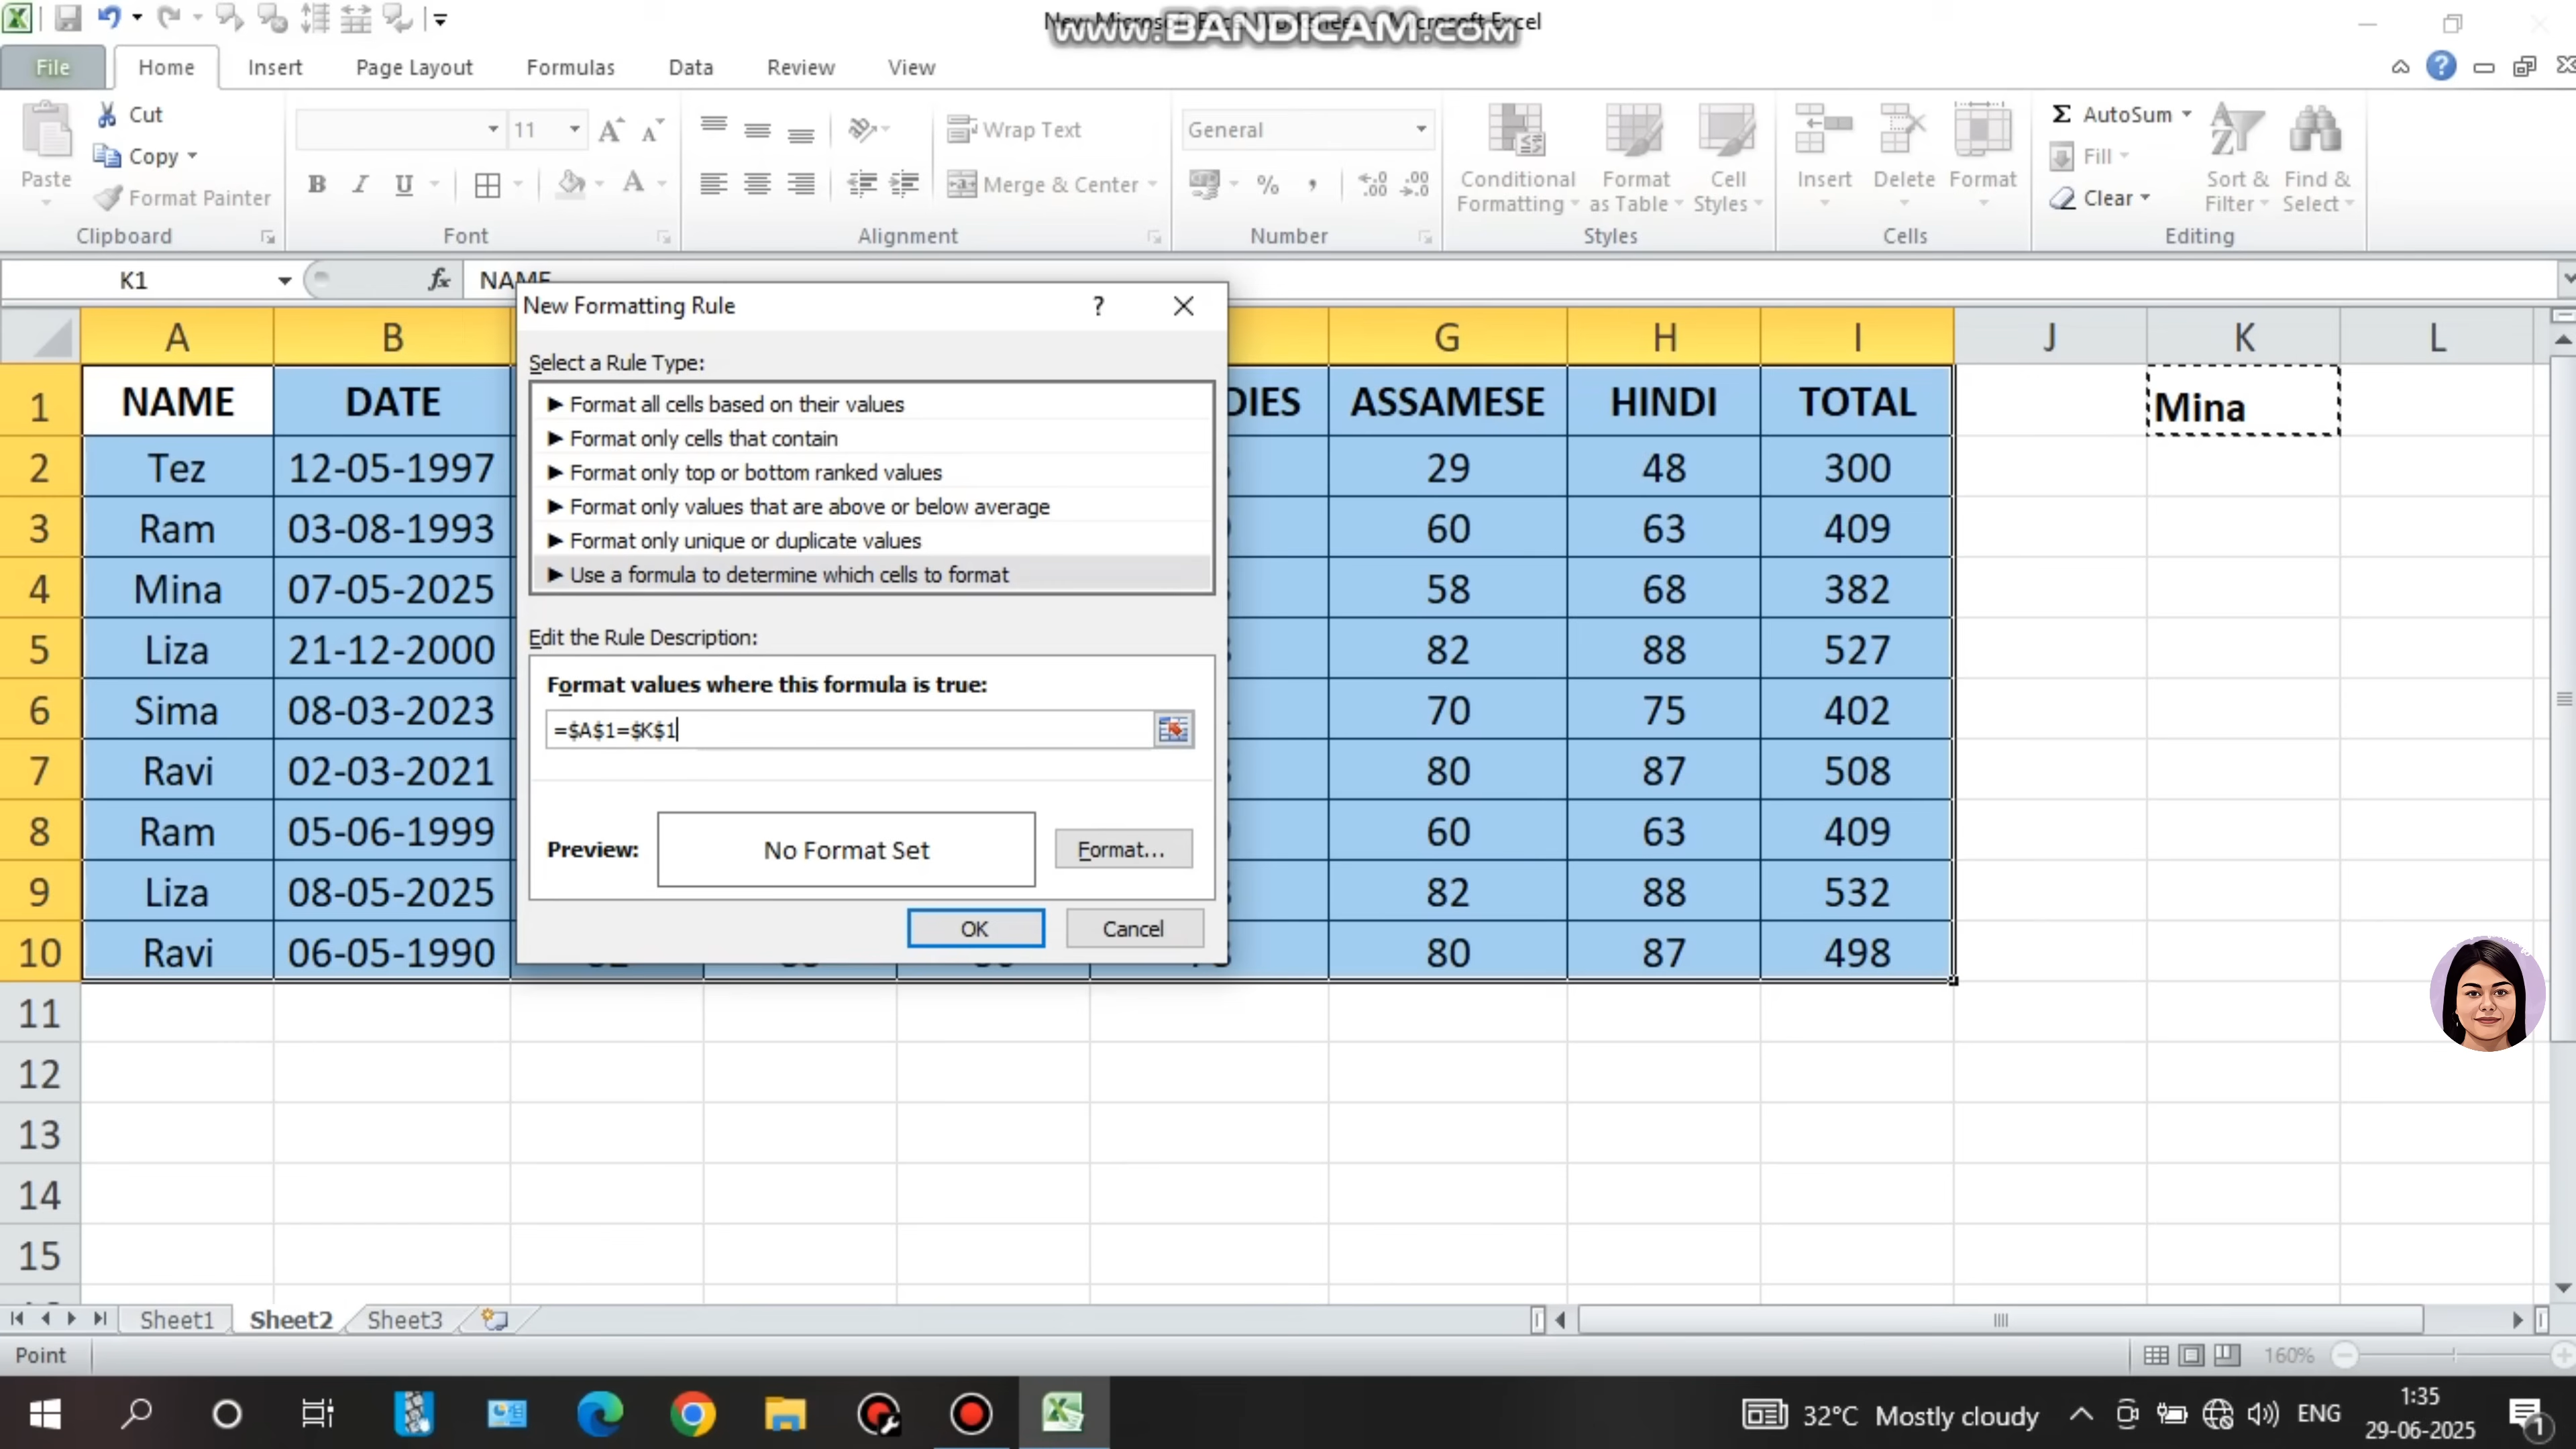 New Microsoft Excel Worksheet - Microsoft Excel
www.BANDICAM.com
File Home Insert Page Layout Formulas Data Review View
Paste Cut Copy Format Painter Clipboard
11 B I U A Font
Wrap Text Merge & Center Alignment
General % , Number
Conditional Formatting Format as Table Cell Styles Styles
Insert Delete Format Cells
Σ AutoSum Fill Clear Sort & Filter Find & Select Editing
K1 fx NAME
A B G H I J K L
1 NAME DATE DIES ASSAMESE HINDI TOTAL Mina
2 Tez 12-05-1997 29 48 300
3 Ram 03-08-1993 60 63 409
4 Mina 07-05-2025 58 68 382
5 Liza 21-12-2000 82 88 527
6 Sima 08-03-2023 70 75 402
7 Ravi 02-03-2021 80 87 508
8 Ram 05-06-1999 60 63 409
9 Liza 08-05-2025 82 88 532
10 Ravi 06-05-1990 80 87 498
11
12
13
14
15
New Formatting Rule ?
Select a Rule Type:
► Format all cells based on their values
► Format only cells that contain
► Format only top or bottom ranked values
► Format only values that are above or below average
► Format only unique or duplicate values
► Use a formula to determine which cells to format
Edit the Rule Description:
Format values where this formula is true:
=$A$1=$K$1
Preview: No Format Set Format...
OK Cancel
Sheet1 Sheet2 Sheet3
Point 160%
32°C Mostly cloudy ENG 1:35
29-06-2025 1